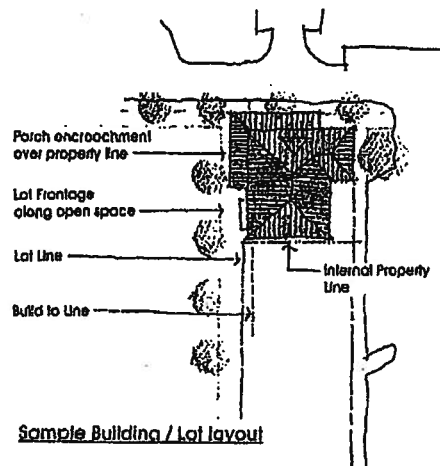 Porch encroachment
over property line
Lot Frontage
along open space
Lot Line
Internal Property
Line
Build to Line
Sample Building / Lot layout